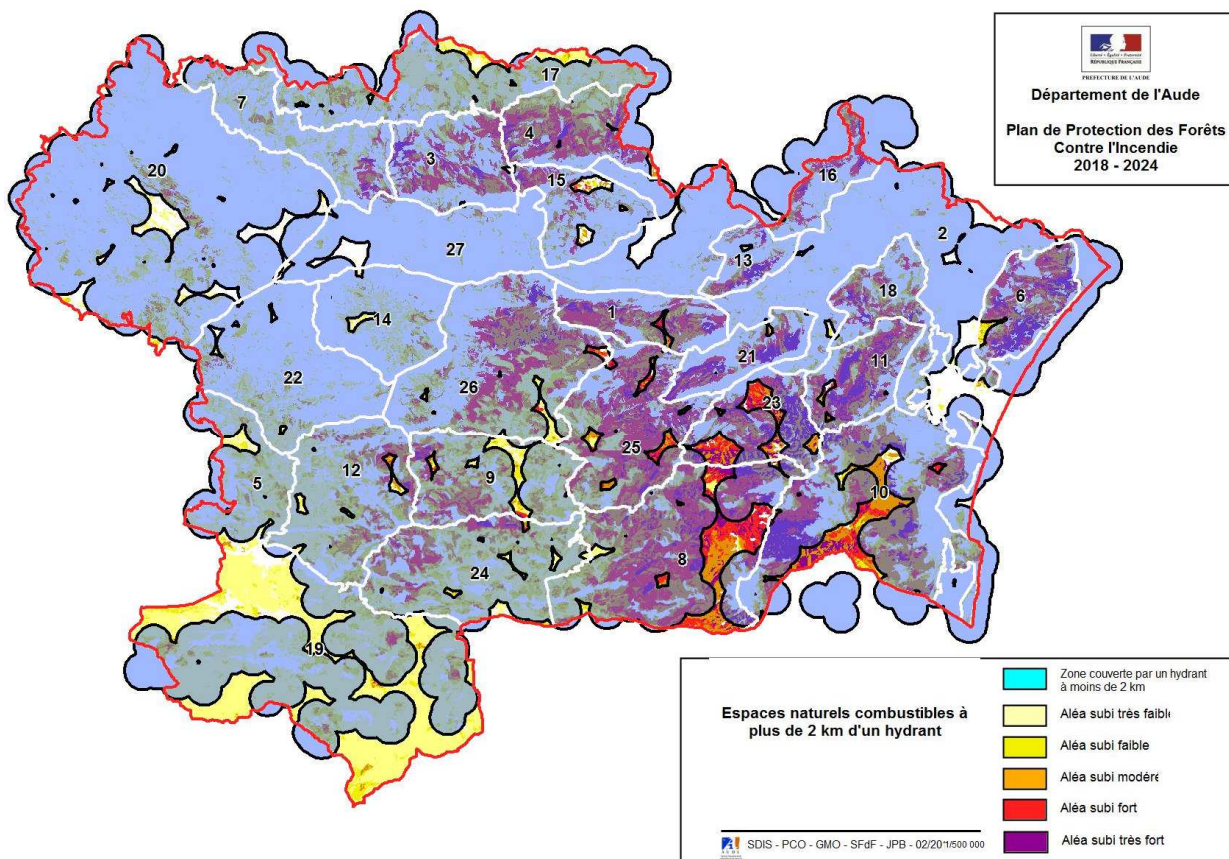 Liberté • Égalité • Fraternité
RÉPUBLIQUE FRANÇAISE
PREFECTURE DE L'AUDE
Département de l'Aude
Plan de Protection des Forêts
Contre l'Incendie
2018 - 2024
17
7
4
3
20
15
16
2
27
13
18
6
1
14
21
11
22
26
23
25
12
9
5
10
8
24
19
Espaces naturels combustibles à
plus de 2 km d'un hydrant
Zone couverte par un hydrant
à moins de 2 km
Aléa subi très faible
Aléa subi faible
Aléa subi modéré
Aléa subi fort
Aléa subi très fort
AUDE
SDIS - PCO - GMO - SFdF - JPB - 02/20 1/500 000